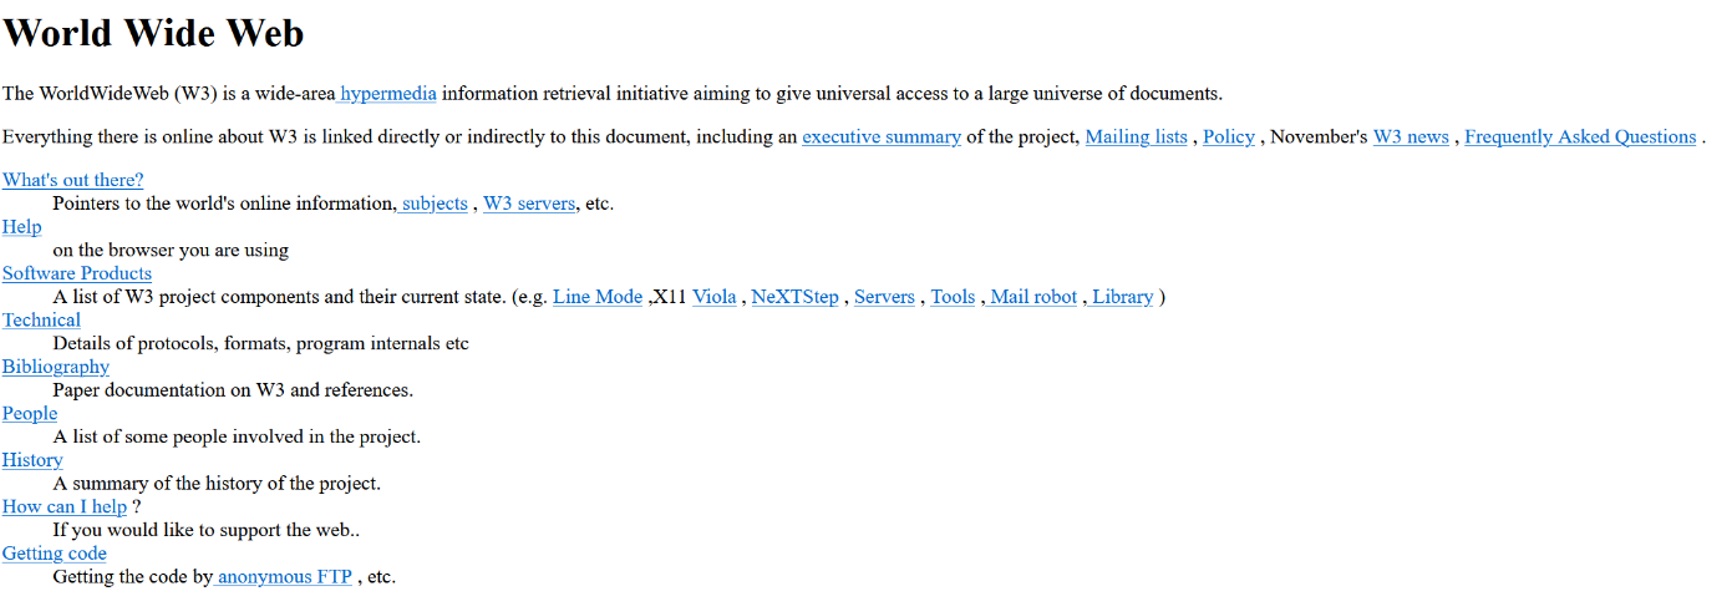 World Wide Web
The WorldWideWeb (W3) is a wide-area hypermedia information retrieval initiative aiming to give universal access to a large universe of documents.
Everything there is online about W3 is linked directly or indirectly to this document, including an executive summary of the project, Mailing lists , Policy , November's W3 news , Frequently Asked Questions .
What's out there?
Pointers to the world's online information, subjects , W3 servers, etc.
Help
on the browser you are using
Software Products
A list of W3 project components and their current state. (e.g. Line Mode ,X11 Viola , NeXTStep , Servers , Tools , Mail robot , Library )
Technical
Details of protocols, formats, program internals etc
Bibliography
Paper documentation on W3 and references.
People
A list of some people involved in the project.
History
A summary of the history of the project.
How can I help ?
If you would like to support the web..
Getting code
Getting the code by anonymous FTP , etc.